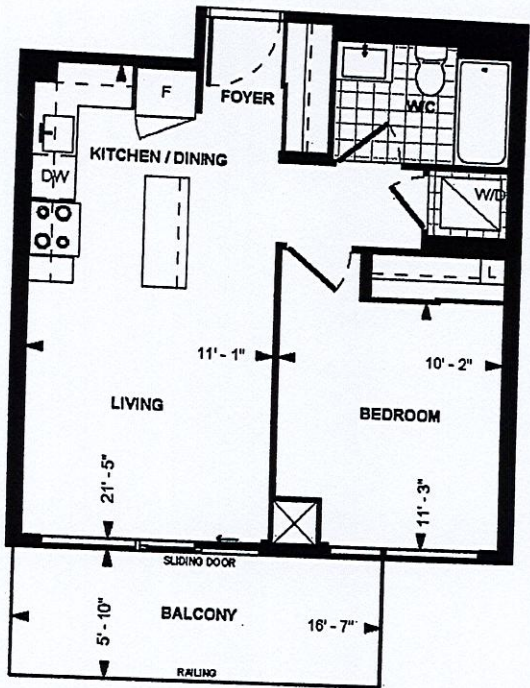 F
FOYER
W/C
KITCHEN / DINING
DW
W/D
L
11' - 1"
10' - 2"
LIVING
BEDROOM
21' - 5"
11' - 3"
SLIDING DOOR
BALCONY
5' - 10"
16' - 7"
RAILING